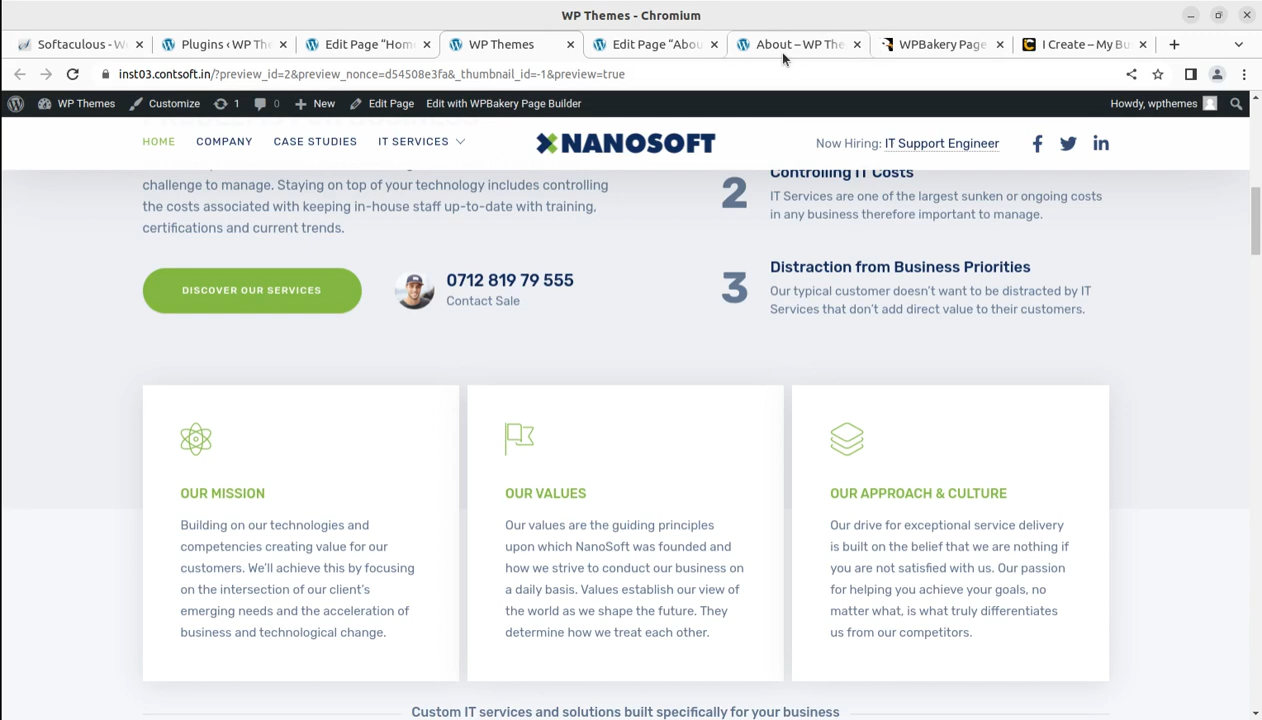 WP Themes - Chromium
Softaculous - W
Plugins ‹ WP Th
Edit Page “Hom
WP Themes
Edit Page “Abou
About – WP The
WPBakery Page
I Create – My Bu
inst03.contsoft.in/?preview_id=2&preview_nonce=d54508e3fa&_thumbnail_id=-1&preview=true
WP Themes
Customize
1
0
New
Edit Page
Edit with WPBakery Page Builder
Howdy, wpthemes
HOME
COMPANY
CASE STUDIES
IT SERVICES
NANOSOFT
Now Hiring: IT Support Engineer
challenge to manage. Staying on top of your technology includes controlling
the costs associated with keeping in-house staff up-to-date with training,
certifications and current trends.
DISCOVER OUR SERVICES
0712 819 79 555
Contact Sale
2
Controlling IT Costs
IT Services are one of the largest sunken or ongoing costs
in any business therefore important to manage.
3
Distraction from Business Priorities
Our typical customer doesn’t want to be distracted by IT
Services that don’t add direct value to their customers.
OUR MISSION
Building on our technologies and
competencies creating value for our
customers. We’ll achieve this by focusing
on the intersection of our client’s
emerging needs and the acceleration of
business and technological change.
OUR VALUES
Our values are the guiding principles
upon which NanoSoft was founded and
how we strive to conduct our business on
a daily basis. Values establish our view of
the world as we shape the future. They
determine how we treat each other.
OUR APPROACH & CULTURE
Our drive for exceptional service delivery
is built on the belief that we are nothing if
you are not satisfied with us. Our passion
for helping you achieve your goals, no
matter what, is what truly differentiates
us from our competitors.
Custom IT services and solutions built specifically for your business